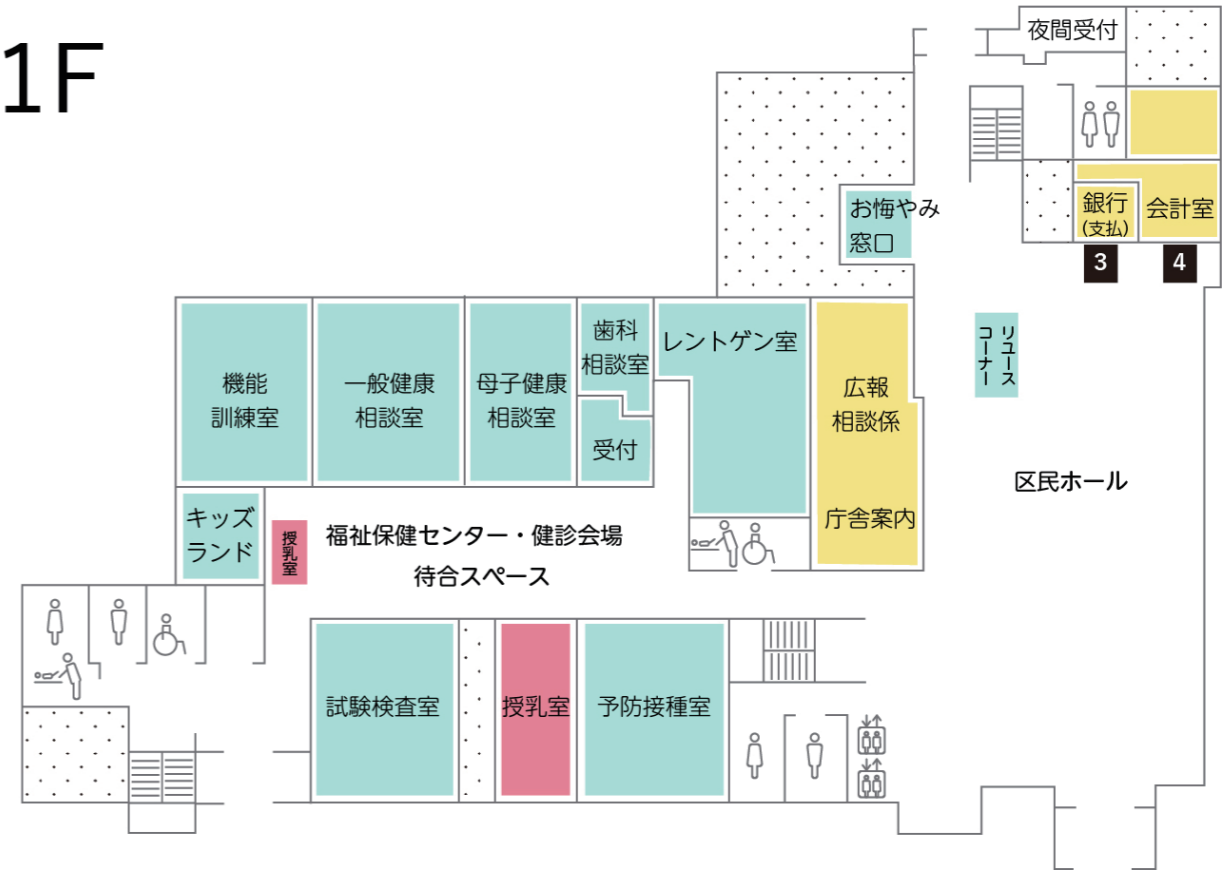 1F
夜間受付
お悔やみ
窓口
銀行
(支払)
会計室
3
4
リユース
コーナー
機能
訓練室
一般健康
相談室
母子健康
相談室
歯科
相談室
受付
レントゲン室
広報
相談係
庁舎案内
区民ホール
キッズ
ランド
授乳室
福祉保健センター・健診会場
待合スペース
試験検査室
授乳室
予防接種室